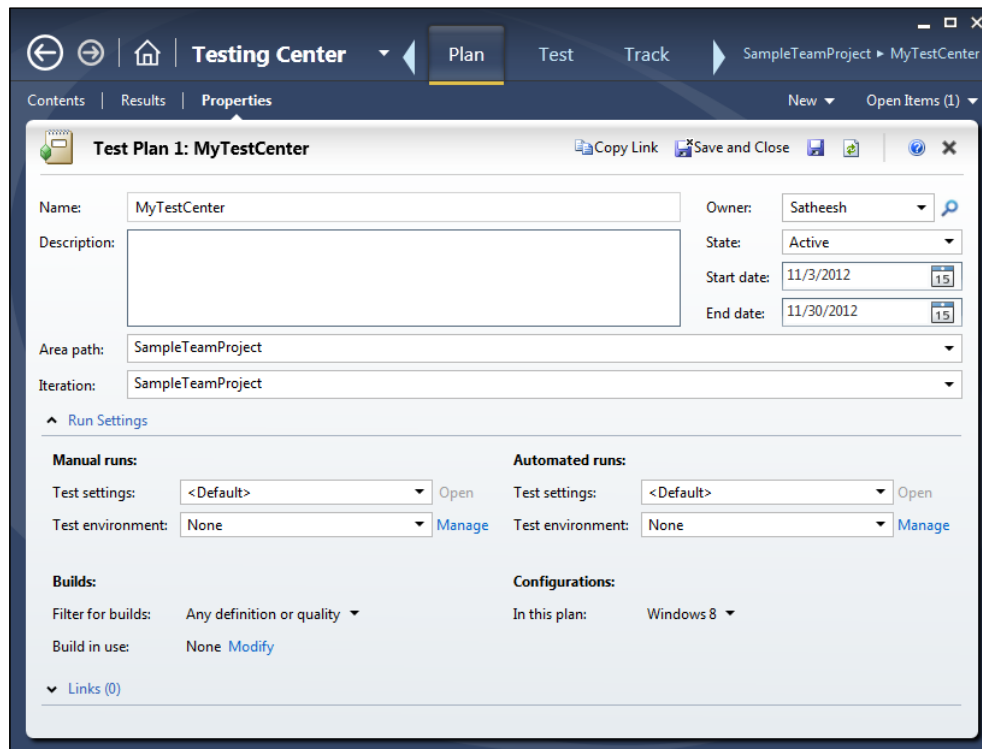 Testing Center Plan Test Track SampleTeamProject ▸ MyTestCenter
Contents | Results | Properties New Open Items (1)
Test Plan 1: MyTestCenter Copy Link Save and Close
Name: MyTestCenter Owner: Satheesh
Description: State: Active
Start date: 11/3/2012 15
End date: 11/30/2012 15
Area path: SampleTeamProject
Iteration: SampleTeamProject
Run Settings
Manual runs: Automated runs:
Test settings: <Default> Open Test settings: <Default> Open
Test environment: None Manage Test environment: None Manage
Builds: Configurations:
Filter for builds: Any definition or quality In this plan: Windows 8
Build in use: None Modify
Links (0)